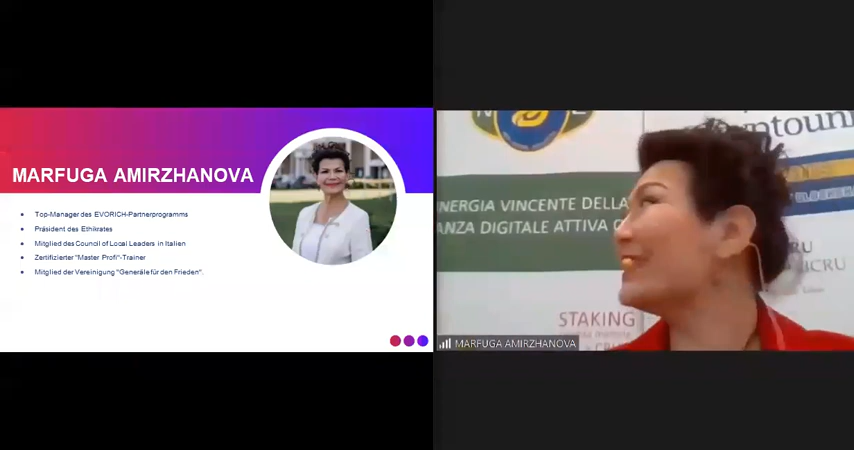 MARFUGA AMIRZHANOVA
Top-Manager des EVORICH-Partnerprogramms
Präsident des Ethikrates
Mitglied des Council of Local Leaders in Italien
Zertifizierter "Master Profi"-Trainer
Mitglied der Vereinigung "Generäle für den Frieden".
NERGIA VINCENTE DELLA
ANZA DIGITALE ATTIVA
STAKING
MARFUGA AMIRZHANOVA